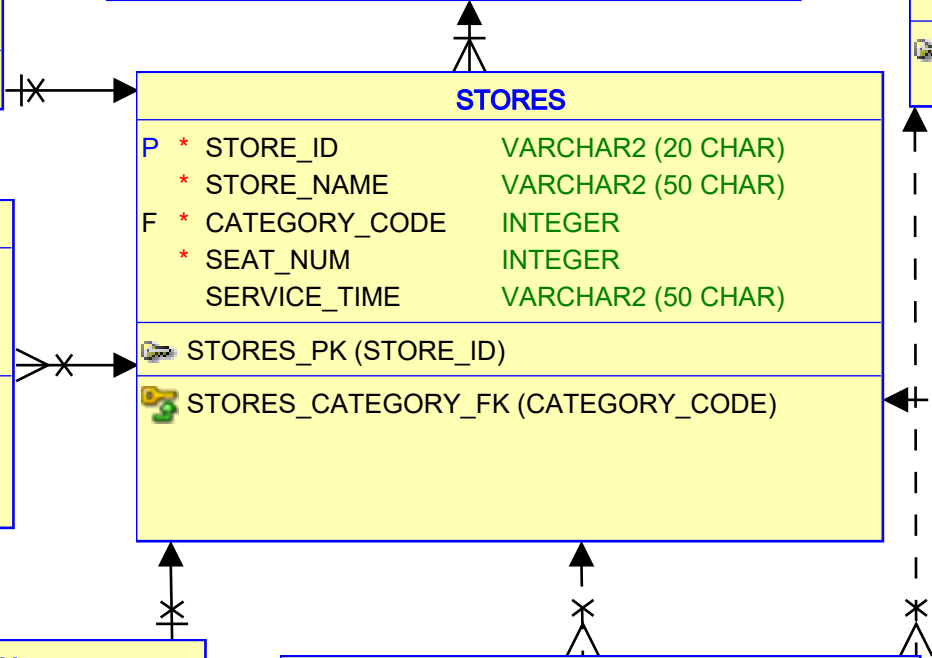 STORES
P * STORE_ID VARCHAR2 (20 CHAR)
* STORE_NAME VARCHAR2 (50 CHAR)
F * CATEGORY_CODE INTEGER
* SEAT_NUM INTEGER
SERVICE_TIME VARCHAR2 (50 CHAR)
STORES_PK (STORE_ID)
STORES_CATEGORY_FK (CATEGORY_CODE)